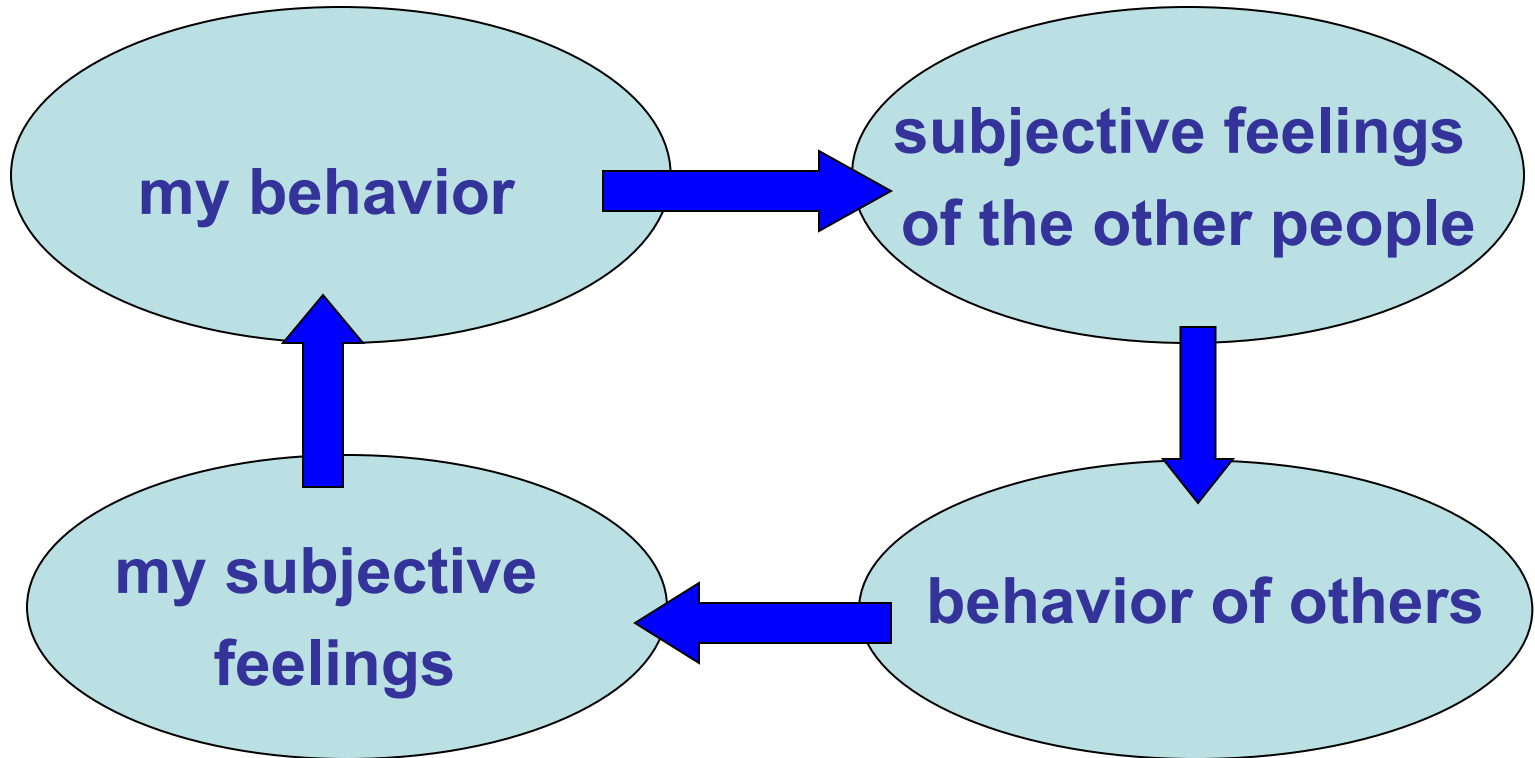 my behavior
subjective feelings
of the other people
my subjective
feelings
behavior of others